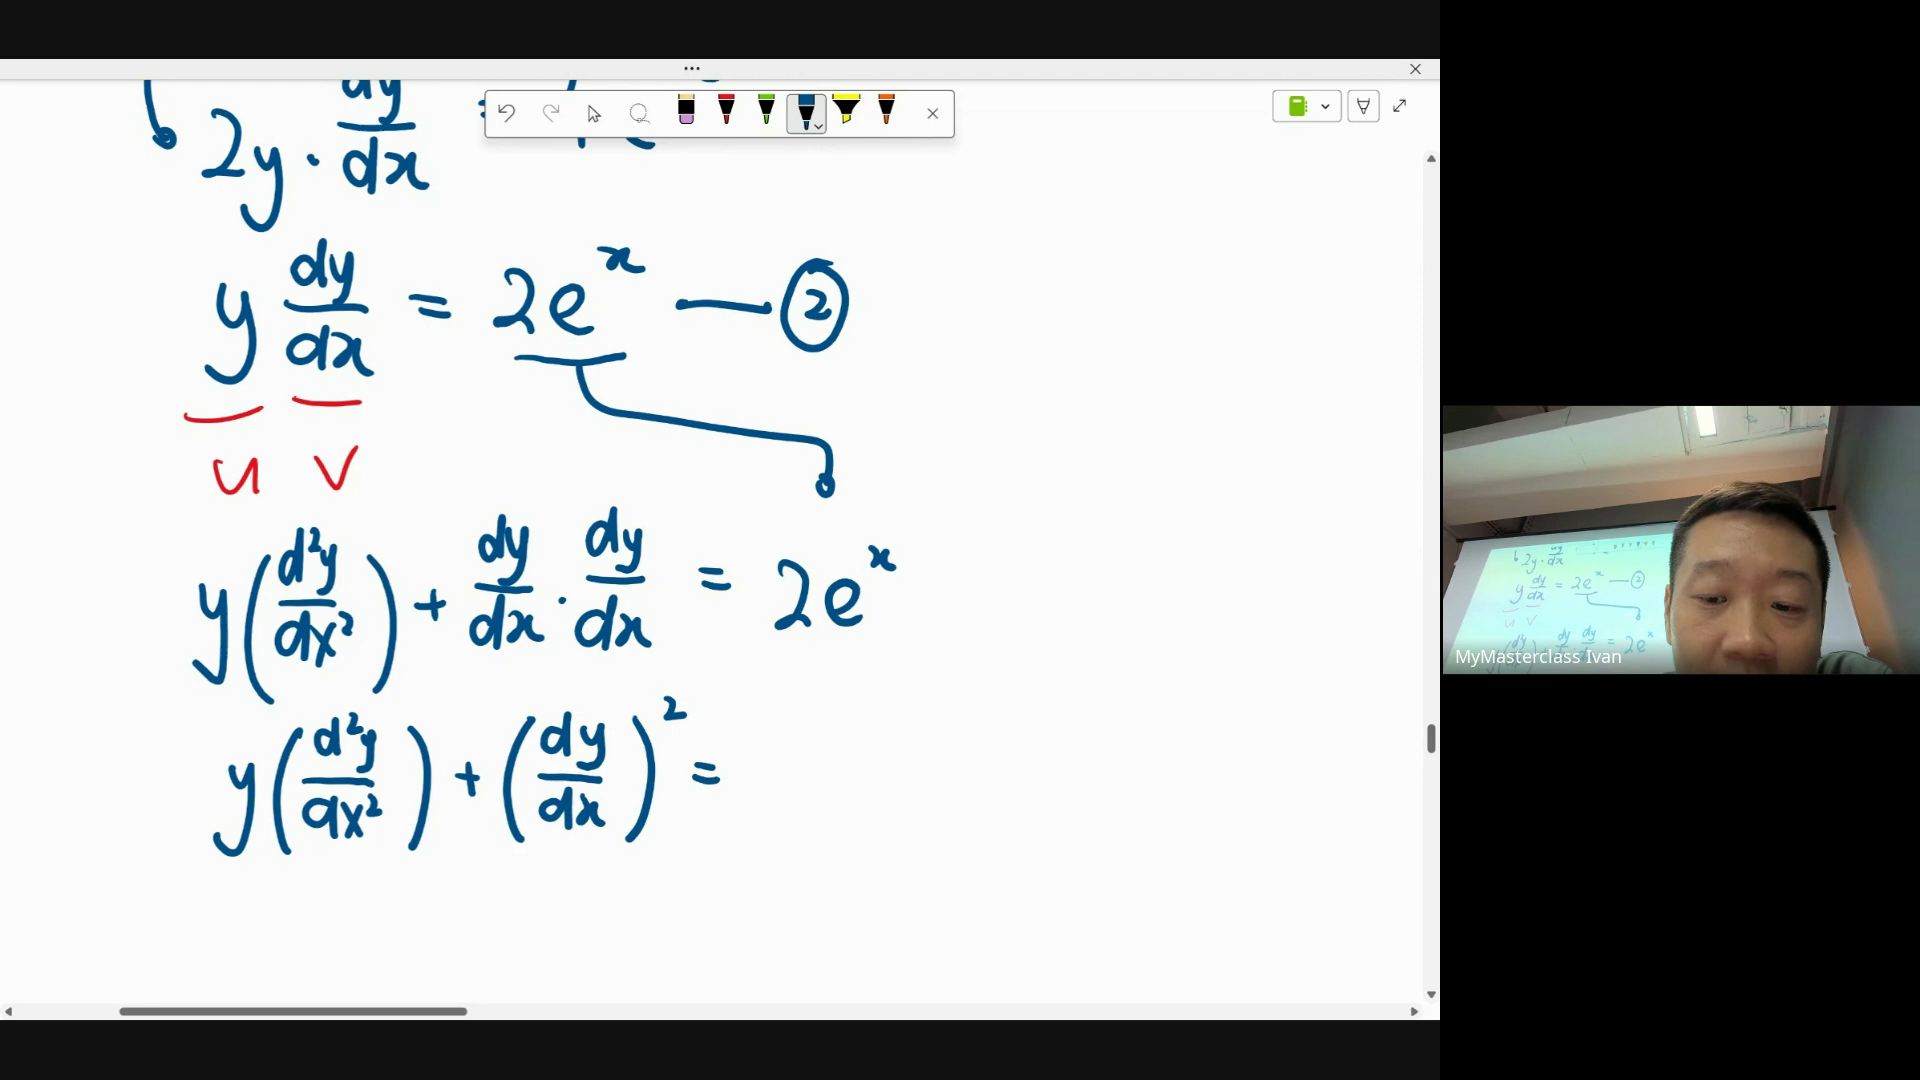 2y · dy/dx =
y dy/dx = 2e^x — ②
u v
y(d²y/dx²) + dy/dx · dy/dx = 2e^x
y(d²y/dx²) + (dy/dx)² =
MyMasterclass Ivan